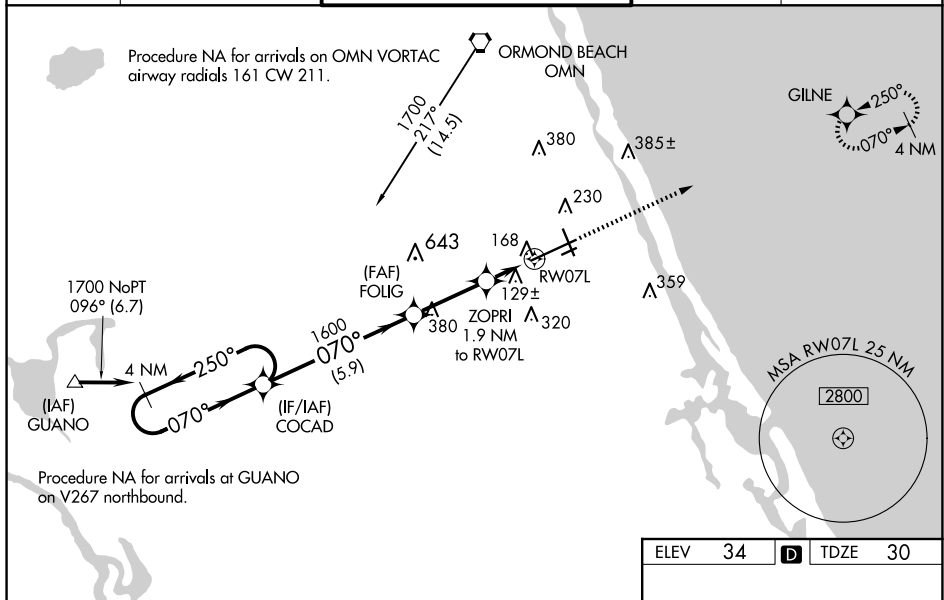 Procedure NA for arrivals on OMN VORTAC
airway radials 161 CW 211.
ORMOND BEACH
OMN
1700
217°
(14.5)
GILNE
250°
070°
4 NM
380
385±
230
643
168
RW07L
(FAF)
FOLIG
129±
359
380
ZOPRI
1.9 NM
to RW07L
320
1700 NoPT
096° (6.7)
1600
070°
(5.9)
4 NM
250°
070°
(IAF)
GUANO
(IF/IAF)
COCAD
MSA RW07L 25 NM
2800
Procedure NA for arrivals at GUANO
on V267 northbound.
ELEV 34 D TDZE 30